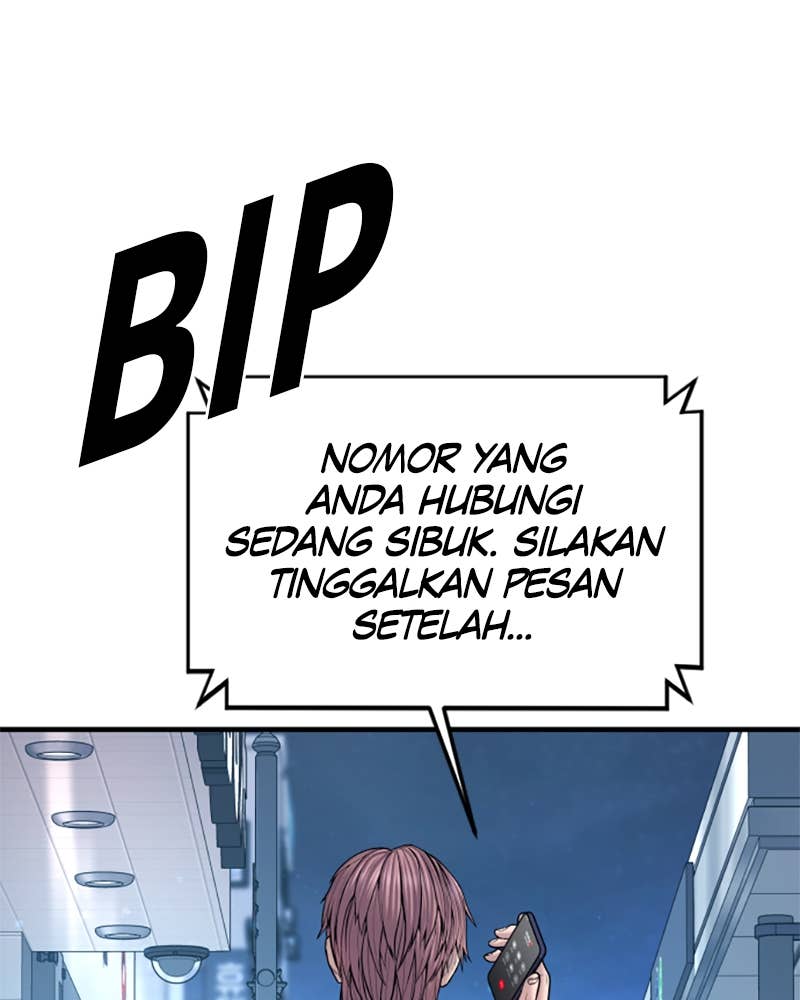 BIP
NOMOR YANG
ANDA HUBUNGI
SEDANG SIBUK. SILAKAN
TINGGALKAN PESAN
SETELAH...